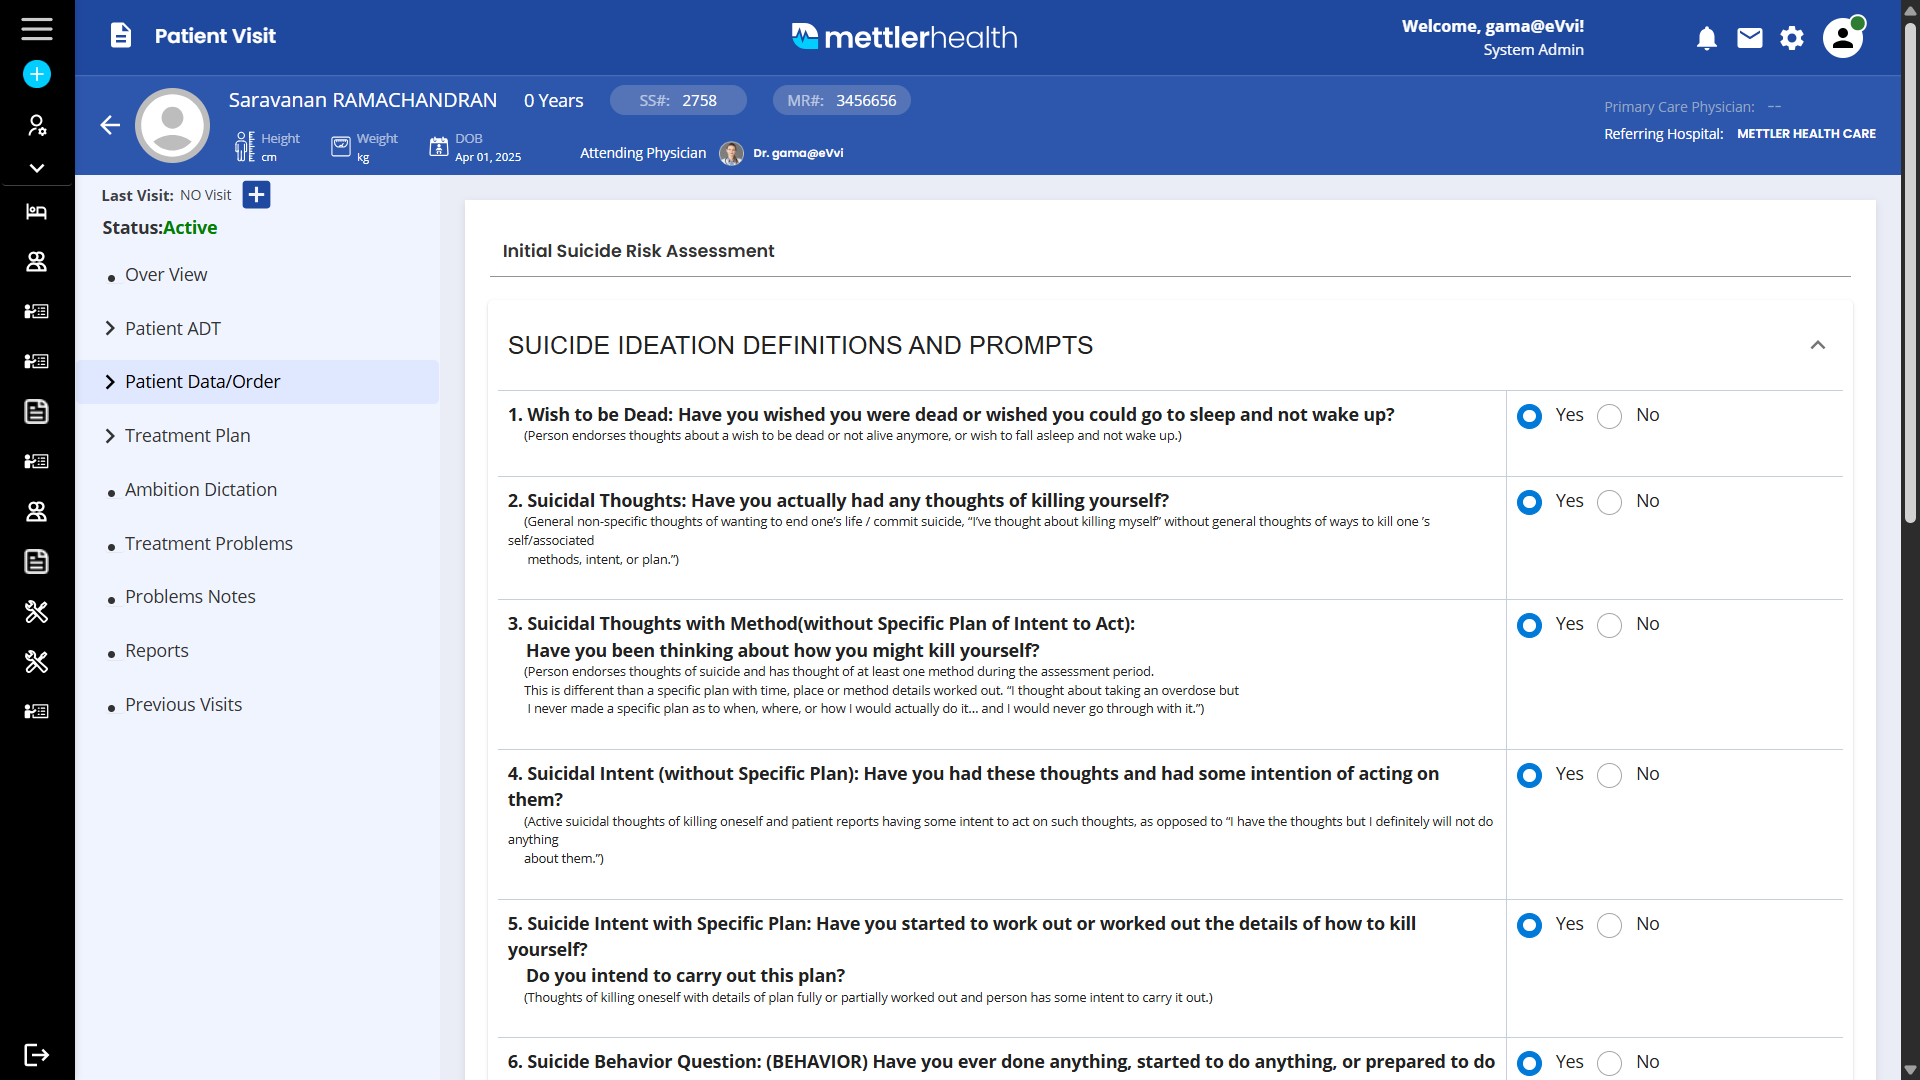 Patient Visit
mettlerhealth
Welcome, gama@eVvi!
System Admin
Saravanan RAMACHANDRAN
0 Years
SS#: 2758
MR#: 3456656
Height
cm
Weight
kg
DOB
Apr 01, 2025
Attending Physician
Dr. gama@eVvi
Primary Care Physician: --
Referring Hospital: METTLER HEALTH CARE
Last Visit: NO Visit
Status:Active
Over View
Patient ADT
Patient Data/Order
Treatment Plan
Ambition Dictation
Treatment Problems
Problems Notes
Reports
Previous Visits
Initial Suicide Risk Assessment
SUICIDE IDEATION DEFINITIONS AND PROMPTS
1. Wish to be Dead: Have you wished you were dead or wished you could go to sleep and not wake up?
(Person endorses thoughts about a wish to be dead or not alive anymore, or wish to fall asleep and not wake up.)
Yes No
2. Suicidal Thoughts: Have you actually had any thoughts of killing yourself?
(General non-specific thoughts of wanting to end one’s life / commit suicide, “I’ve thought about killing myself” without general thoughts of ways to kill one ’s
self/associated
methods, intent, or plan.”)
Yes No
3. Suicidal Thoughts with Method(without Specific Plan of Intent to Act):
Have you been thinking about how you might kill yourself?
(Person endorses thoughts of suicide and has thought of at least one method during the assessment period.
This is different than a specific plan with time, place or method details worked out. “I thought about taking an overdose but
I never made a specific plan as to when, where, or how I would actually do it... and I would never go through with it.”)
Yes No
4. Suicidal Intent (without Specific Plan): Have you had these thoughts and had some intention of acting on
them?
(Active suicidal thoughts of killing oneself and patient reports having some intent to act on such thoughts, as opposed to “I have the thoughts but I definitely will not do
anything
about them.”)
Yes No
5. Suicide Intent with Specific Plan: Have you started to work out or worked out the details of how to kill
yourself?
Do you intend to carry out this plan?
(Thoughts of killing oneself with details of plan fully or partially worked out and person has some intent to carry it out.)
Yes No
6. Suicide Behavior Question: (BEHAVIOR) Have you ever done anything, started to do anything, or prepared to do
Yes No